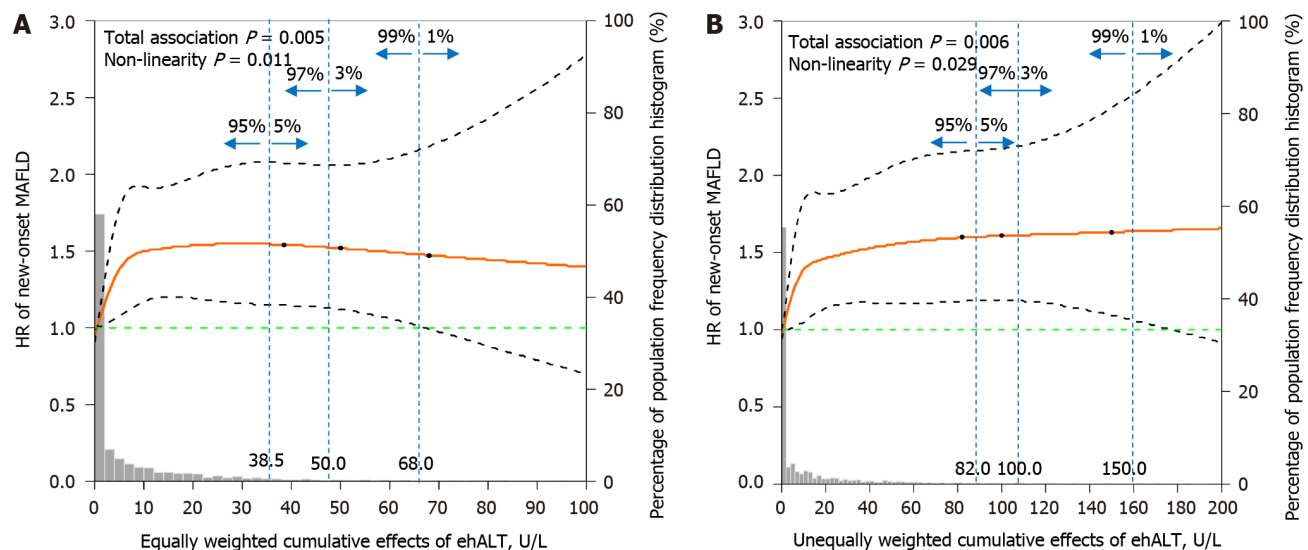 A
Total association P = 0.005
Non-linearity P = 0.011
99% 1%
97% 3%
95% 5%
HR of new-onset MAFLD
3.0
2.5
2.0
1.5
1.0
0.5
0.0
Percentage of population frequency distribution histogram (%)
100
80
60
40
20
0
38.5 50.0 68.0
0 10 20 30 40 50 60 70 80 90 100
Equally weighted cumulative effects of ehALT, U/L
B
Total association P = 0.006
Non-linearity P = 0.029
99% 1%
97% 3%
95% 5%
HR of new-onset MAFLD
3.0
2.5
2.0
1.5
1.0
0.5
0.0
Percentage of population frequency distribution histogram (%)
100
80
60
40
20
0
82.0 100.0 150.0
0 20 40 60 80 100 120 140 160 180 200
Unequally weighted cumulative effects of ehALT, U/L